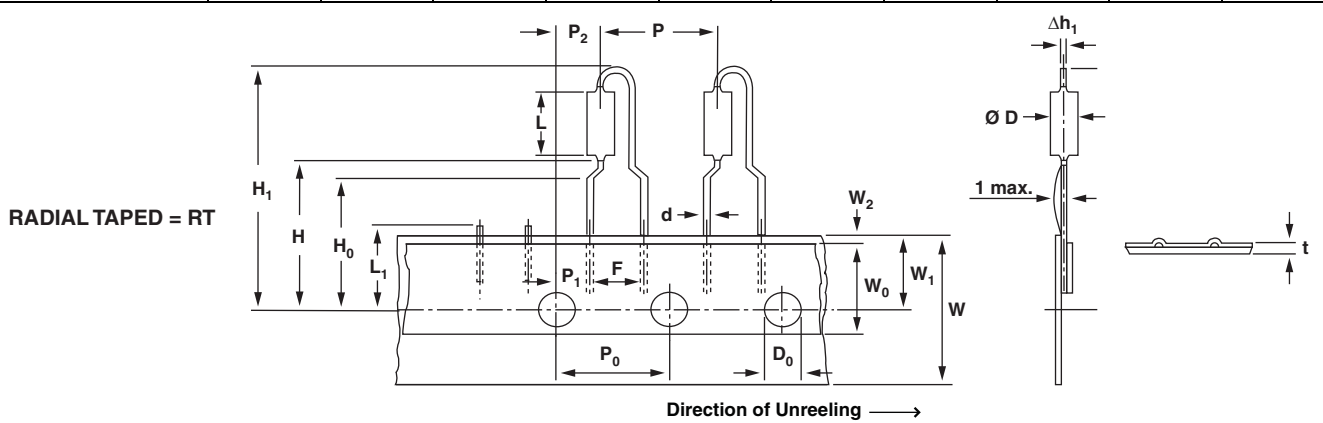 P₂ P Δh₁
L Ø D
H₁ 1 max.
H H₀ d W₂
RADIAL TAPED = RT
L₁ P₁ F W₀ W₁ W t
P₀ D₀
Direction of Unreeling